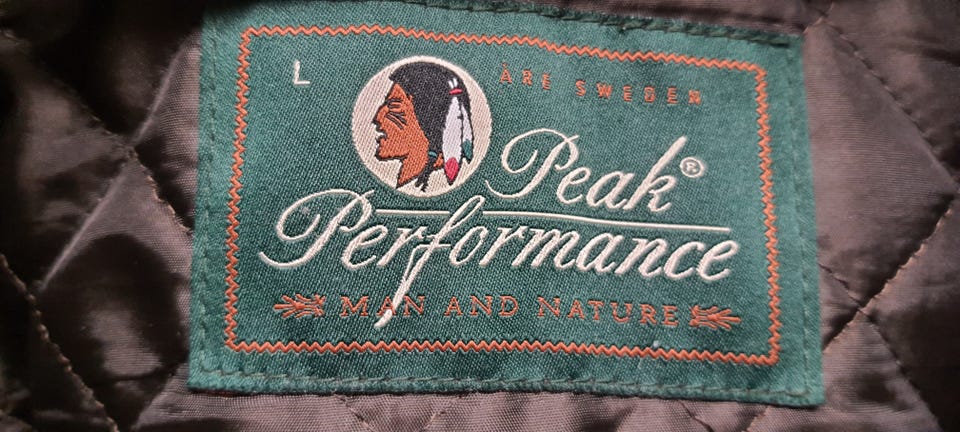 L
ÅRE SWEDEN
Peak®
Performance
MAN AND NATURE